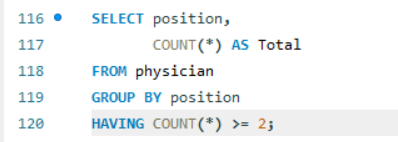 116 SELECT position,
117 COUNT(*) AS Total
118 FROM physician
119 GROUP BY position
120 HAVING COUNT(*) >= 2;